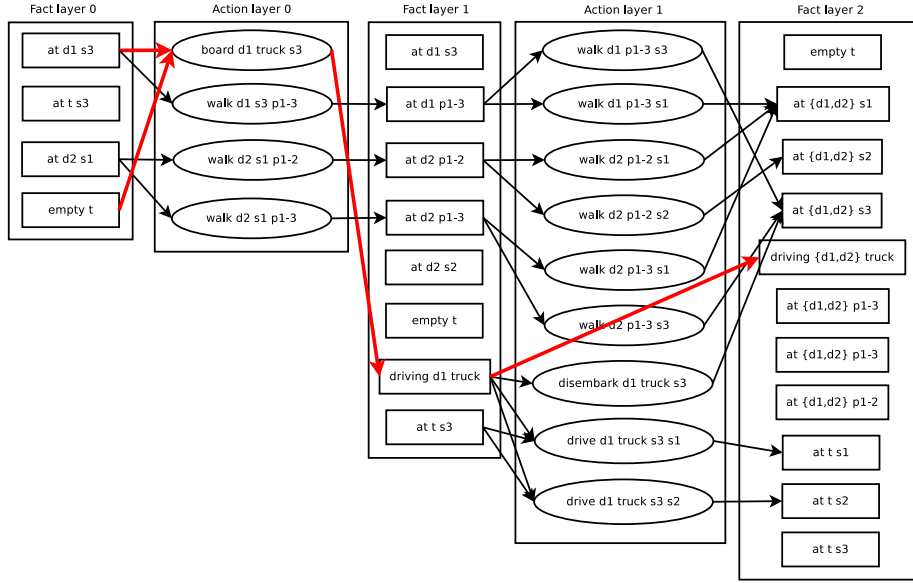 Fact layer 0
at d1 s3
at t s3
at d2 s1
empty t
Action layer 0
board d1 truck s3
walk d1 s3 p1-3
walk d2 s1 p1-2
walk d2 s1 p1-3
Fact layer 1
at d1 s3
at d1 p1-3
at d2 p1-2
at d2 p1-3
at d2 s2
empty t
driving d1 truck
at t s3
Action layer 1
walk d1 p1-3 s3
walk d1 p1-3 s1
walk d2 p1-2 s1
walk d2 p1-2 s2
walk d2 p1-3 s1
walk d2 p1-3 s3
disembark d1 truck s3
drive d1 truck s3 s1
drive d1 truck s3 s2
Fact layer 2
empty t
at {d1,d2} s1
at {d1,d2} s2
at {d1,d2} s3
driving {d1,d2} truck
at {d1,d2} p1-3
at {d1,d2} p1-3
at {d1,d2} p1-2
at t s1
at t s2
at t s3